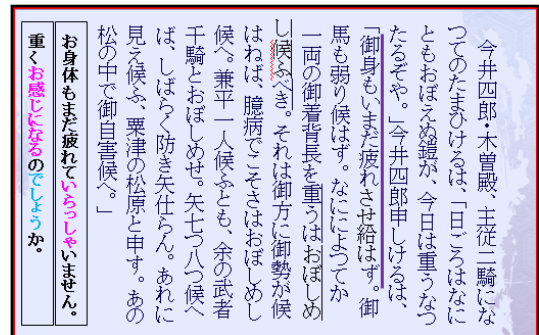 今井四郎・木曽殿、主従二騎にな
つてのたまひけるは、「日ごろはなに
ともおぼえぬ鎧が、今日は重うなつ
たるぞや。」今井四郎申しけるは、
「御身もいまだ疲れさせ給はず。御
馬も弱り候はず。なにによつてか
一両の御着背長を重うはおぼしめ
し候ふべき。それは御方に御勢が候
はねば、臆病でこそさはおぼしめし
候へ。兼平一人候ふとも、余の武者
千騎とおぼしめせ。矢七つ八つ候へ
ば、しばらく防き矢仕らん。あれに
見え候ふ、粟津の松原と申す。あの
松の中で御自害候へ。」
お身体もまだ疲れていらっしゃいません。
重くお感じになるのでしょうか。